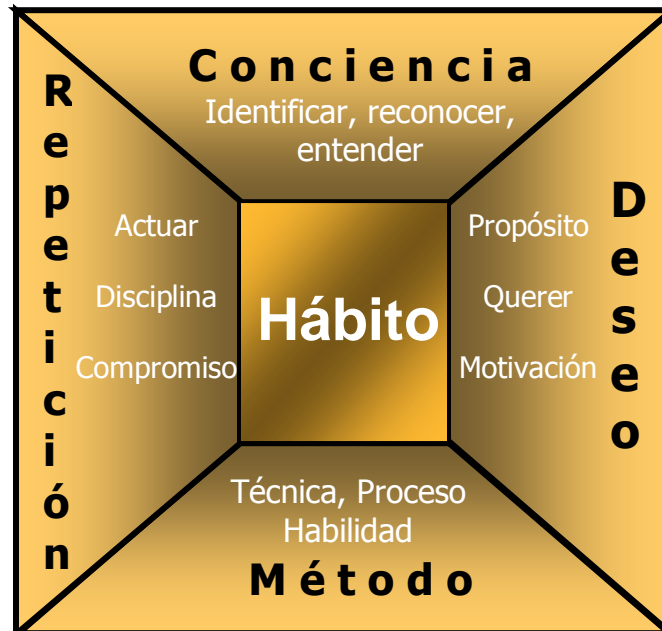 Conciencia
Identificar, reconocer,
entender
Repetición
Actuar
Disciplina
Compromiso
Hábito
Propósito
Querer
Motivación
Deseo
Técnica, Proceso
Habilidad
Método